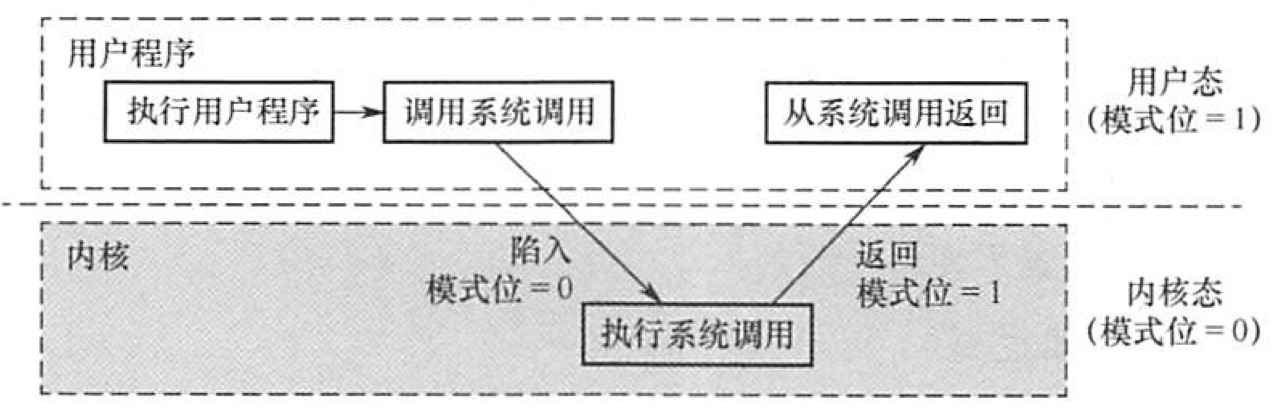 用户程序
执行用户程序
调用系统调用
从系统调用返回
用户态
(模式位=1)
内核
陷入
模式位=0
返回
模式位=1
执行系统调用
内核态
(模式位=0)